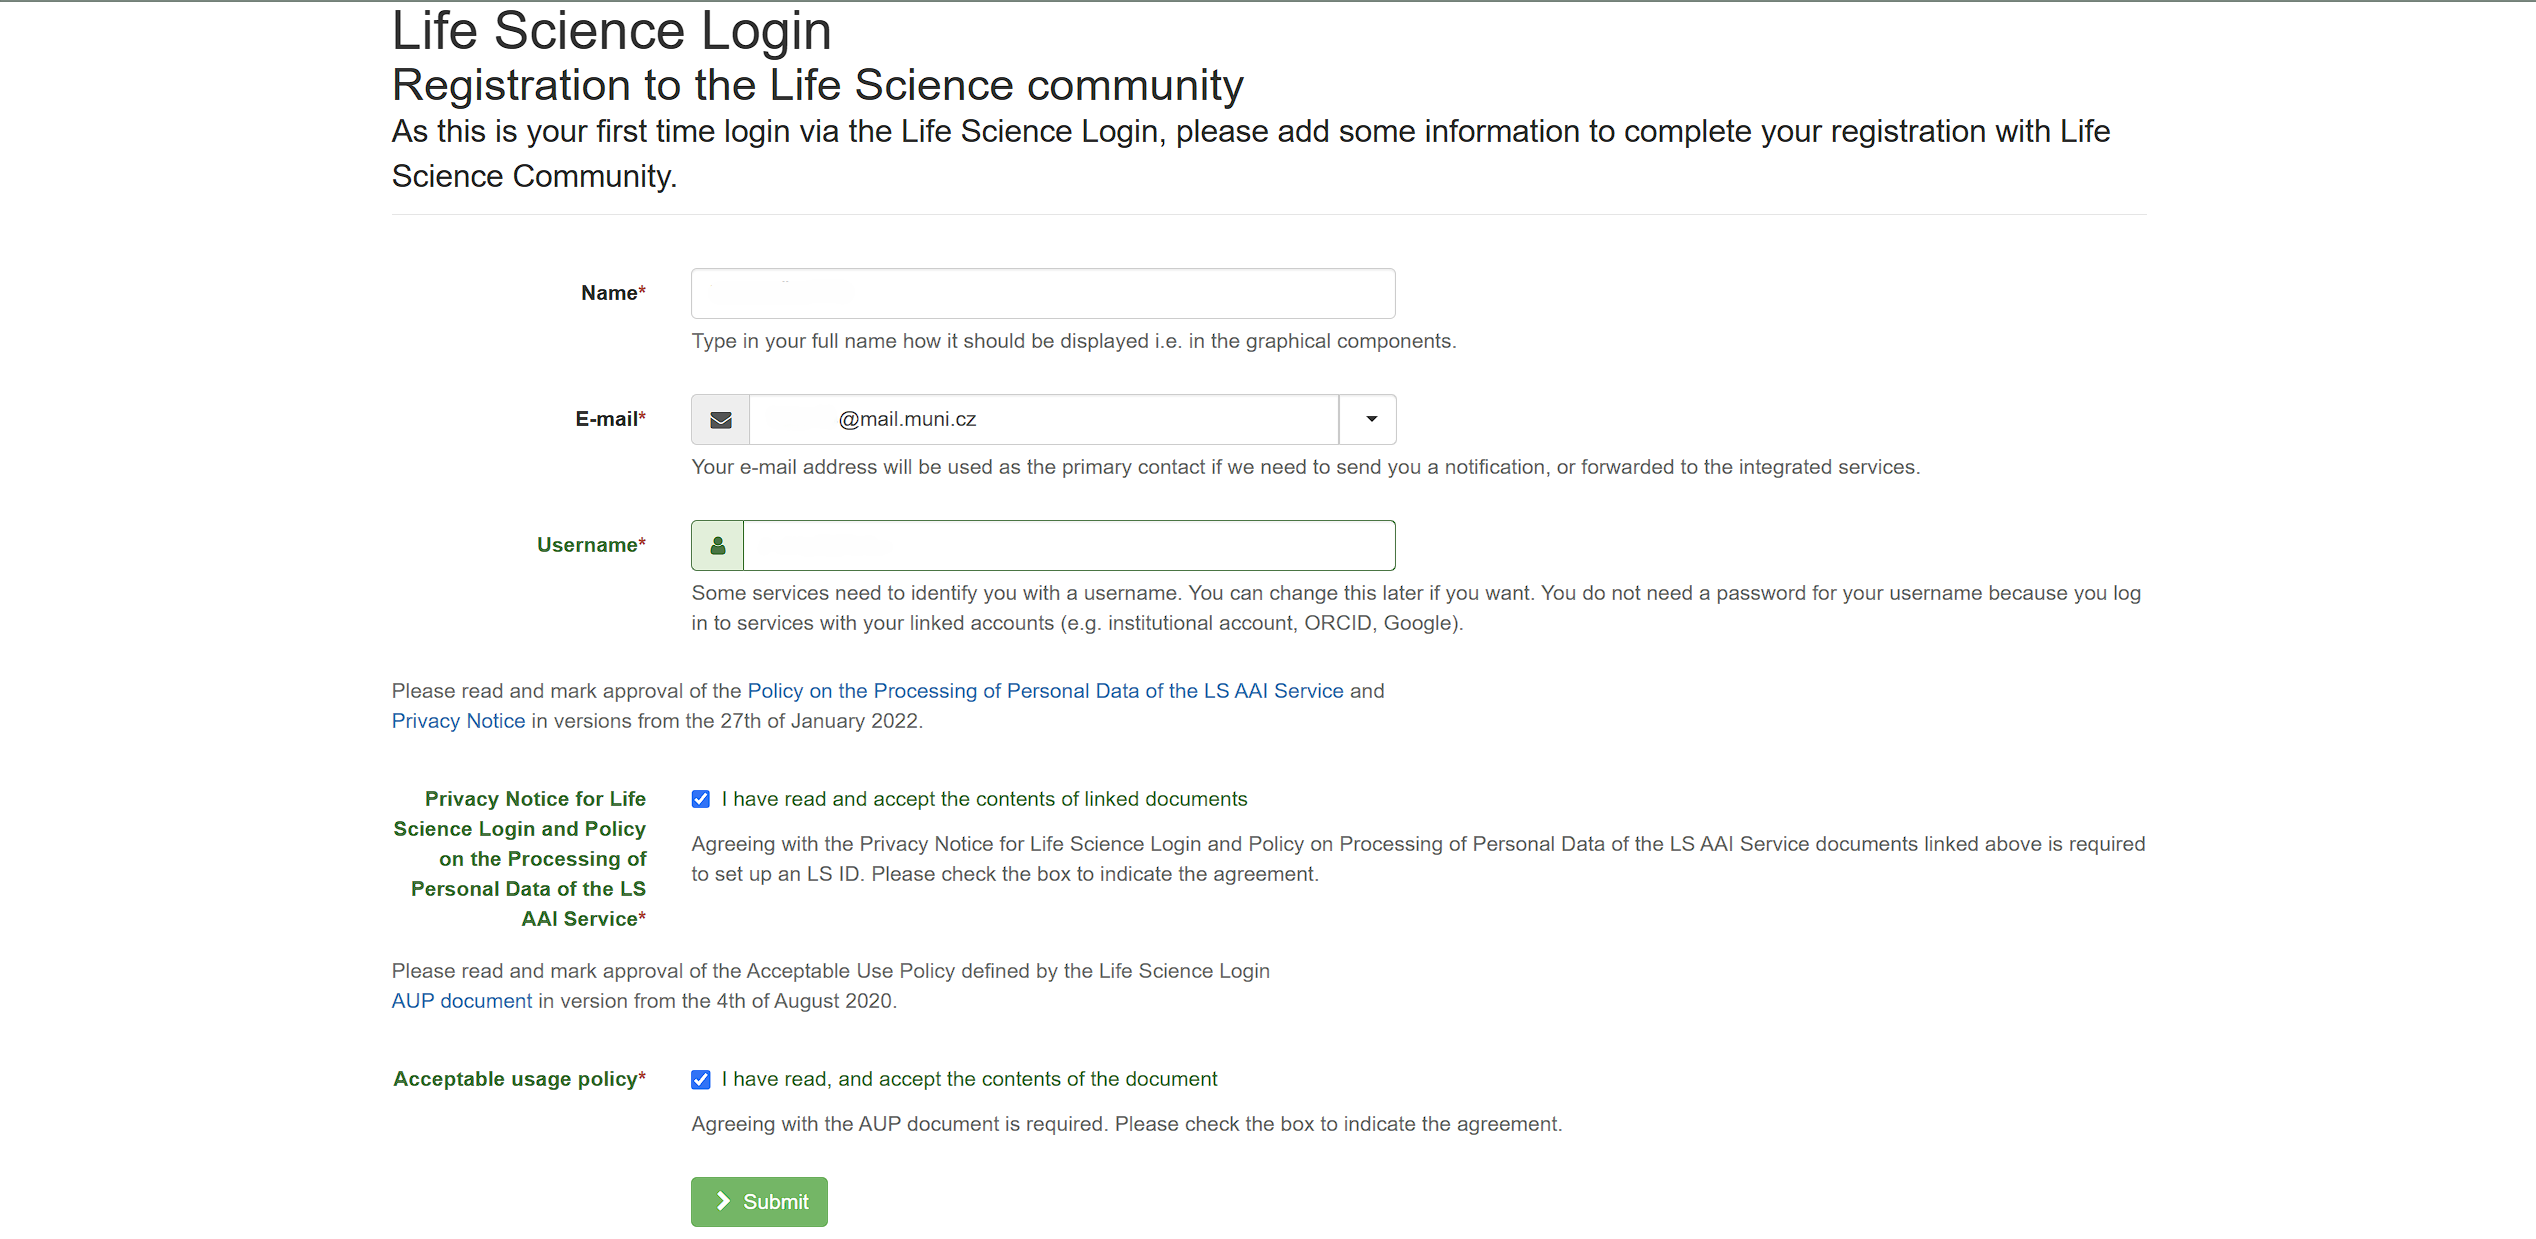 Life Science Login
Registration to the Life Science community
As this is your first time login via the Life Science Login, please add some information to complete your registration with Life
Science Community.
Name*
Type in your full name how it should be displayed i.e. in the graphical components.
E-mail*
@mail.muni.cz
Your e-mail address will be used as the primary contact if we need to send you a notification, or forwarded to the integrated services.
Username*
Some services need to identify you with a username. You can change this later if you want. You do not need a password for your username because you log
in to services with your linked accounts (e.g. institutional account, ORCID, Google).
Please read and mark approval of the Policy on the Processing of Personal Data of the LS AAI Service and
Privacy Notice in versions from the 27th of January 2022.
Privacy Notice for Life
Science Login and Policy
on the Processing of
Personal Data of the LS
AAI Service*
I have read and accept the contents of linked documents
Agreeing with the Privacy Notice for Life Science Login and Policy on Processing of Personal Data of the LS AAI Service documents linked above is required
to set up an LS ID. Please check the box to indicate the agreement.
Please read and mark approval of the Acceptable Use Policy defined by the Life Science Login
AUP document in version from the 4th of August 2020.
Acceptable usage policy*
I have read, and accept the contents of the document
Agreeing with the AUP document is required. Please check the box to indicate the agreement.
Submit